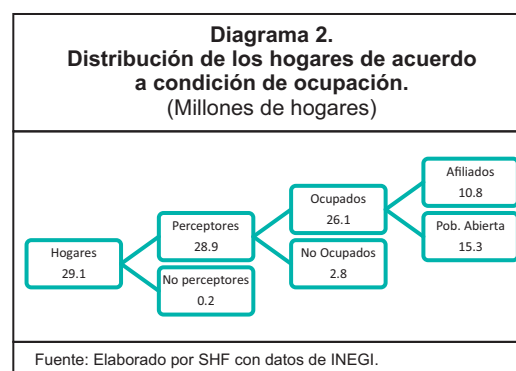 Diagrama 2.
Distribución de los hogares de acuerdo
a condición de ocupación.
(Millones de hogares)
Hogares
29.1
Perceptores
28.9
No perceptores
0.2
Ocupados
26.1
No Ocupados
2.8
Afiliados
10.8
Pob. Abierta
15.3
Fuente: Elaborado por SHF con datos de INEGI.